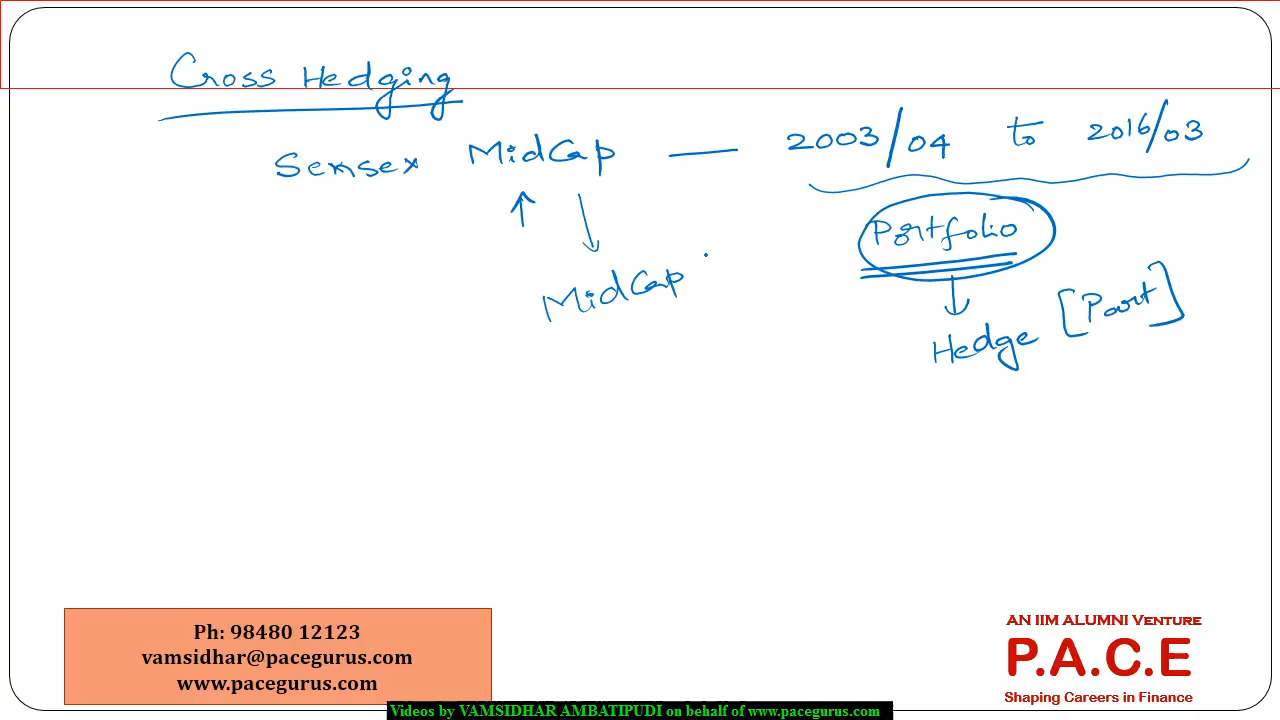 Cross Hedging
Sensex MidCap — 2003/04 to 2016/03
Portfolio
MidCap
Hedge [Part]
Ph: 98480 12123
vamsidhar@pacegurus.com
www.pacegurus.com
AN IIM ALUMNI VENTURE
P.A.C.E
Shaping Careers in Finance
Videos by VAMSIDHAR AMBATIPUDI on behalf of www.pacegurus.com